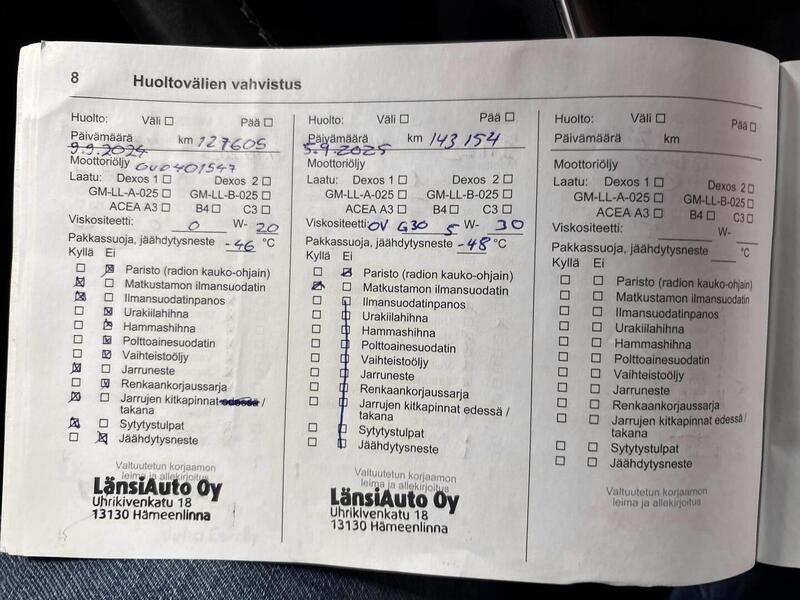 8
Huoltovälien vahvistus
Huolto: Väli ☐ Pää ☐
Päivämäärä km 127605
9.9.2024
Moottoriöljy OV0401547
Laatu: Dexos 1 ☐ Dexos 2 ☐
GM-LL-A-025 ☐ GM-LL-B-025 ☐
ACEA A3 ☐ B4 ☐ C3 ☐
Viskositeetti: 0 W- 20
Pakkassuoja, jäähdytysneste -46 °C
Kyllä Ei
☐ ☒ Paristo (radion kauko-ohjain)
☒ ☐ Matkustamon ilmansuodatin
☒ ☐ Ilmansuodatinpanos
☐ ☒ Urakiilahihna
☐ ☒ Hammashihna
☐ ☒ Polttoainesuodatin
☐ ☒ Vaihteistoöljy
☒ ☐ Jarruneste
☐ ☒ Renkaankorjaussarja
☒ ☐ Jarrujen kitkapinnat edessä /
takana
☒ ☐ Sytytystulpat
☐ ☒ Jäähdytysneste
Valtuutetun korjaamon
leima ja allekirjoitus
LänsiAuto Oy
Uhrikivenkatu 18
13130 Hämeenlinna
Huolto: Väli ☐ Pää ☐
Päivämäärä km 143154
5.9.2025
Moottoriöljy
Laatu: Dexos 1 ☐ Dexos 2 ☐
GM-LL-A-025 ☐ GM-LL-B-025 ☐
ACEA A3 ☐ B4 ☐ C3 ☐
Viskositeetti: OV G30 5 W- 30
Pakkassuoja, jäähdytysneste -48 °C
Kyllä Ei
☐ ☒ Paristo (radion kauko-ohjain)
☒ ☐ Matkustamon ilmansuodatin
☐ ☐ Ilmansuodatinpanos
☐ ☐ Urakiilahihna
☐ ☐ Hammashihna
☐ ☐ Polttoainesuodatin
☐ ☐ Vaihteistoöljy
☐ ☐ Jarruneste
☐ ☐ Renkaankorjaussarja
☐ ☐ Jarrujen kitkapinnat edessä /
takana
☐ ☐ Sytytystulpat
☐ ☐ Jäähdytysneste
Valtuutetun korjaamon
leima ja allekirjoitus
LänsiAuto Oy
Uhrikivenkatu 18
13130 Hämeenlinna
Huolto: Väli ☐ Pää ☐
Päivämäärä km
Moottoriöljy
Laatu: Dexos 1 ☐ Dexos 2 ☐
GM-LL-A-025 ☐ GM-LL-B-025 ☐
ACEA A3 ☐ B4 ☐ C3 ☐
Viskositeetti: W-
Pakkassuoja, jäähdytysneste °C
Kyllä Ei
☐ ☐ Paristo (radion kauko-ohjain)
☐ ☐ Matkustamon ilmansuodatin
☐ ☐ Ilmansuodatinpanos
☐ ☐ Urakiilahihna
☐ ☐ Hammashihna
☐ ☐ Polttoainesuodatin
☐ ☐ Vaihteistoöljy
☐ ☐ Jarruneste
☐ ☐ Renkaankorjaussarja
☐ ☐ Jarrujen kitkapinnat edessä /
takana
☐ ☐ Sytytystulpat
☐ ☐ Jäähdytysneste
Valtuutetun korjaamon
leima ja allekirjoitus